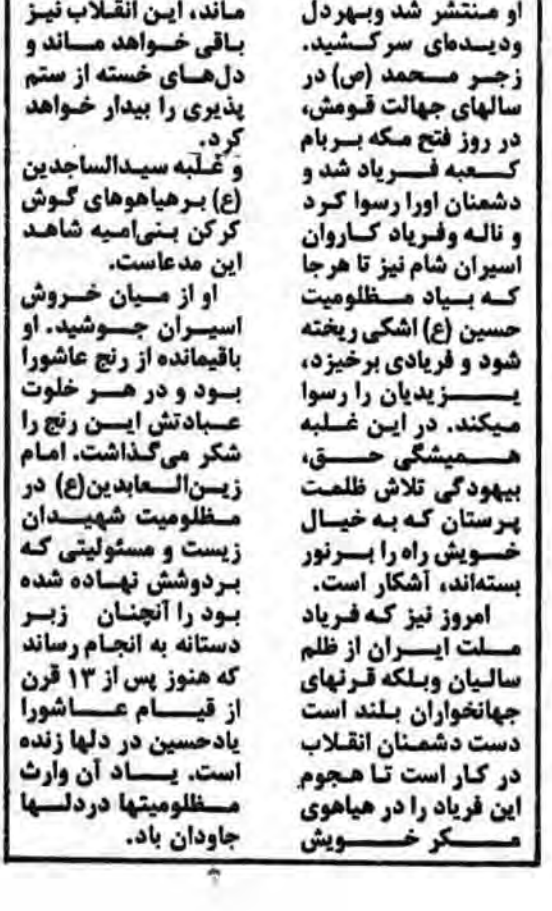 او منتشر شد وبهر دل
ودیده‌ای سر کشید.
زجر محمد (ص) در
سالهای جهالت قومش،
در روز فتح مکه بربام
کعبه فریاد شد و
دشمنان اورا رسوا کرد
و ناله وفریاد کاروان
اسیران شام نیز تا هرجا
که بیاد مظلومیت
حسین (ع) اشکی ریخته
شود و فریادی برخیزد،
یزیدیان را رسوا
میکند. در این غلبه
همیشگی حق،
بیهودگی تلاش ظلمت
پرستان که به خیال
خویش راه را برنور
بسته‌اند، آشکار است.
امروز نیز که فریاد
ملت ایران از ظلم
سالیان وبلکه قرنهای
جهانخواران بلند است
دست دشمنان انقلاب
در کار است تا هجوم
این فریاد را در هیاهوی
مکر خویش
ماند، این انقلاب نیز
باقی خواهد ماند و
دل‌های خسته از ستم
پذیری را بیدار خواهد
کرد.
و غلبه سیدالساجدین
(ع) برهیاهوهای گوش
کرکن بنی‌امیه شاهد
این مدعاست.
او از میان خروش
اسیران جوشید. او
باقیمانده از رنج عاشورا
بود و در هر خلوت
عبادتش این رنج را
شکر می‌گذاشت. امام
زین‌العابدین(ع) در
مظلومیت شهیدان
زیست و مسئولیتی که
بردوشش نهاده شده
بود را آنچنان زبر
دستانه به انجام رساند
که هنوز پس از ۱۳ قرن
از قیام عاشورا
یادحسین در دلها زنده
است. یاد آن وارث
مظلومیتها دردلها
جاودان باد.